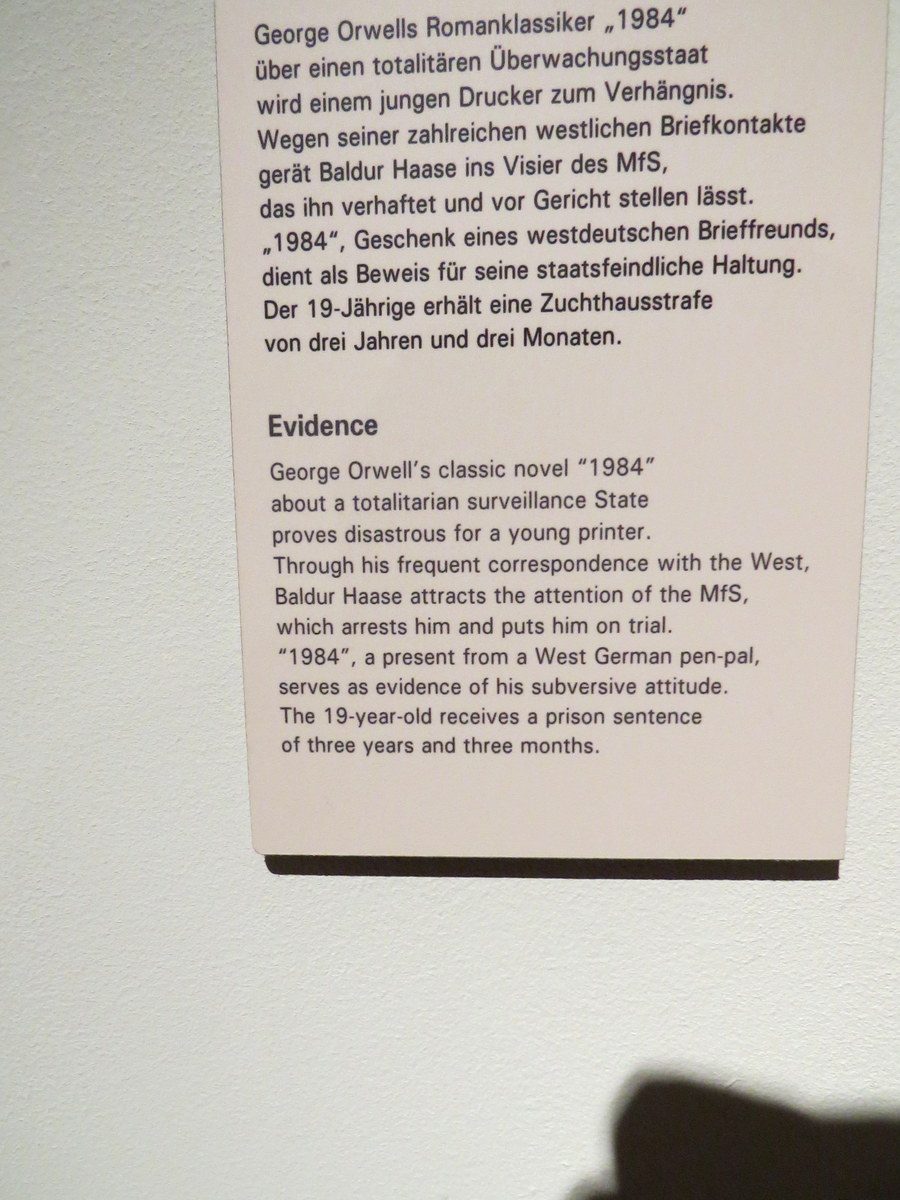 George Orwells Romanklassiker „1984“
über einen totalitären Überwachungsstaat
wird einem jungen Drucker zum Verhängnis.
Wegen seiner zahlreichen westlichen Briefkontakte
gerät Baldur Haase ins Visier des MfS,
das ihn verhaftet und vor Gericht stellen lässt.
„1984“, Geschenk eines westdeutschen Brieffreunds,
dient als Beweis für seine staatsfeindliche Haltung.
Der 19-Jährige erhält eine Zuchthausstrafe
von drei Jahren und drei Monaten.
Evidence
George Orwell’s classic novel “1984”
about a totalitarian surveillance State
proves disastrous for a young printer.
Through his frequent correspondence with the West,
Baldur Haase attracts the attention of the MfS,
which arrests him and puts him on trial.
“1984”, a present from a West German pen-pal,
serves as evidence of his subversive attitude.
The 19-year-old receives a prison sentence
of three years and three months.